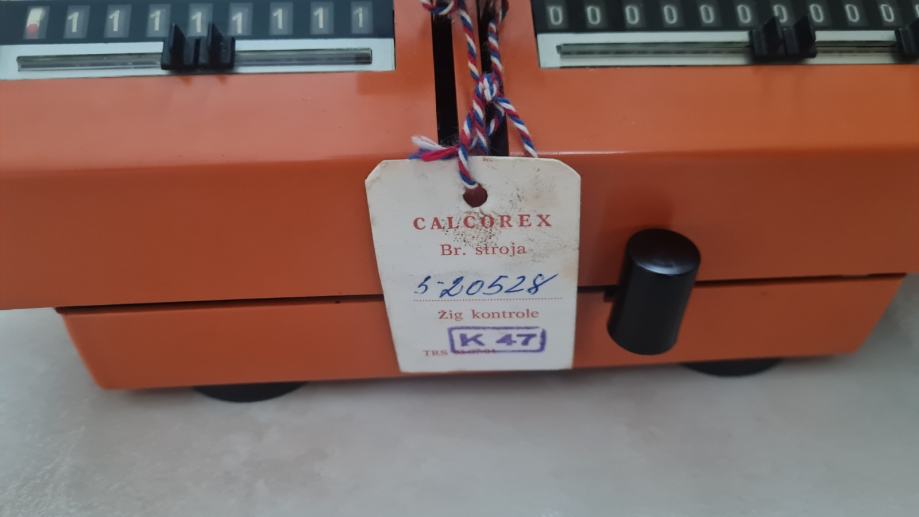 1 1 1 1 1 1 1 1
0 0 0 0 0 0 0 0 0
CALCOREX
Br. stroja
5-20528
Žig kontrole
K 47
TRS